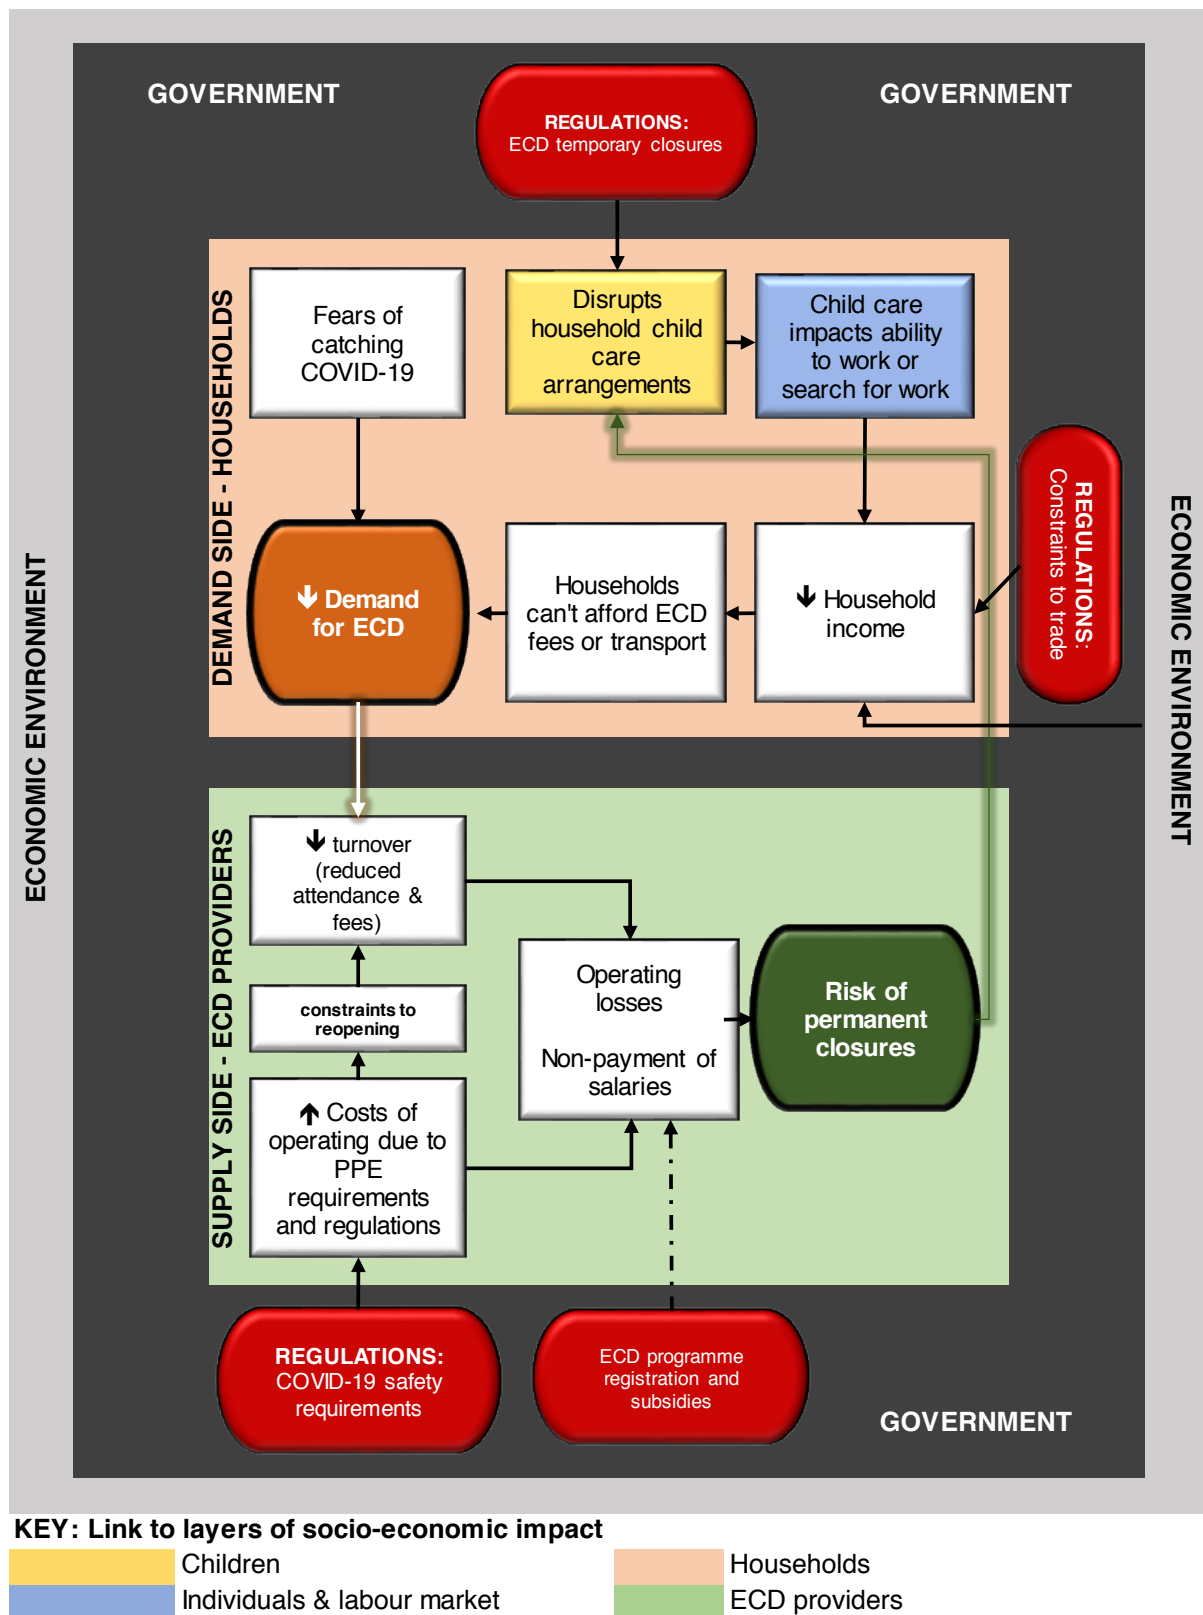 GOVERNMENT
GOVERNMENT
REGULATIONS:
ECD temporary closures
ECONOMIC ENVIRONMENT
DEMAND SIDE - HOUSEHOLDS
Fears of
catching
COVID-19
Disrupts
household child
care
arrangements
Child care
impacts ability
to work or
search for work
REGULATIONS:
Constraints to trade
ECONOMIC ENVIRONMENT
↓ Demand
for ECD
Households
can't afford ECD
fees or transport
↓ Household
income
SUPPLY SIDE - ECD PROVIDERS
↓ turnover
(reduced
attendance &
fees)
constraints to
reopening
↑ Costs of
operating due to
PPE
requirements
and regulations
Operating
losses
Non-payment of
salaries
Risk of
permanent
closures
REGULATIONS:
COVID-19 safety
requirements
ECD programme
registration and
subsidies
GOVERNMENT
KEY: Link to layers of socio-economic impact
Children
Households
Individuals & labour market
ECD providers